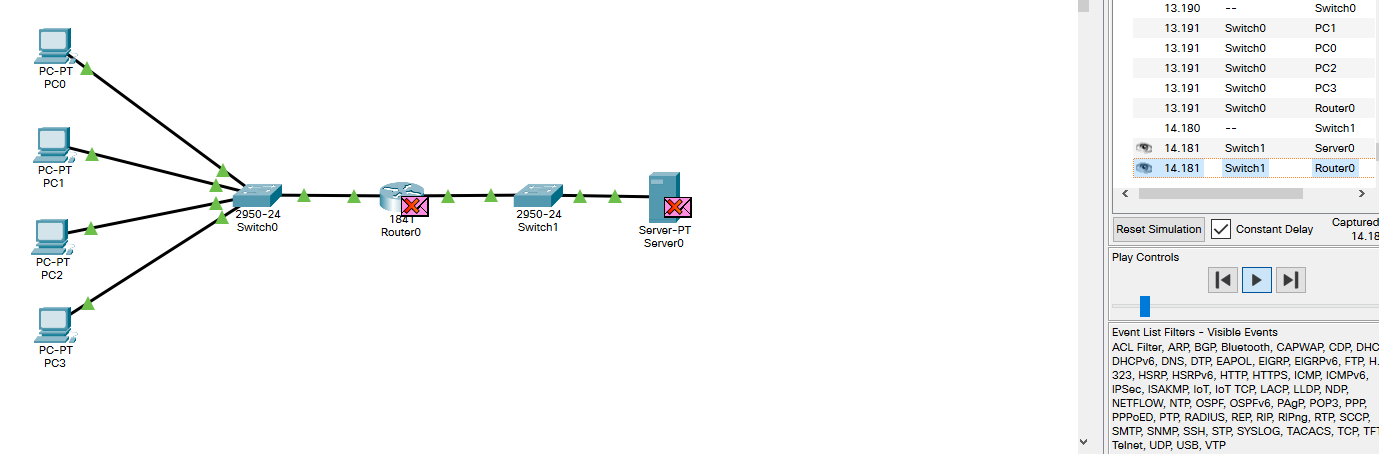 PC-PT
PC0
PC-PT
PC1
PC-PT
PC2
PC-PT
PC3
2950-24
Switch0
1841
Router0
2950-24
Switch1
Server-PT
Server0
13.190 -- Switch0
13.191 Switch0 PC1
13.191 Switch0 PC0
13.191 Switch0 PC2
13.191 Switch0 PC3
13.191 Switch0 Router0
14.180 -- Switch1
14.181 Switch1 Server0
14.181 Switch1 Router0
Reset Simulation
Constant Delay
Captured
14.18
Play Controls
Event List Filters - Visible Events
ACL Filter, ARP, BGP, Bluetooth, CAPWAP, CDP, DHC
DHCPv6, DNS, DTP, EAPOL, EIGRP, EIGRPv6, FTP, H.
323, HSRP, HSRPv6, HTTP, HTTPS, ICMP, ICMPv6,
IPSec, ISAKMP, IoT, IoT TCP, LACP, LLDP, NDP,
NETFLOW, NTP, OSPF, OSPFv6, PAgP, POP3, PPP,
PPPoED, PTP, RADIUS, REP, RIP, RIPng, RTP, SCCP,
SMTP, SNMP, SSH, STP, SYSLOG, TACACS, TCP, TFT
Telnet, UDP, USB, VTP